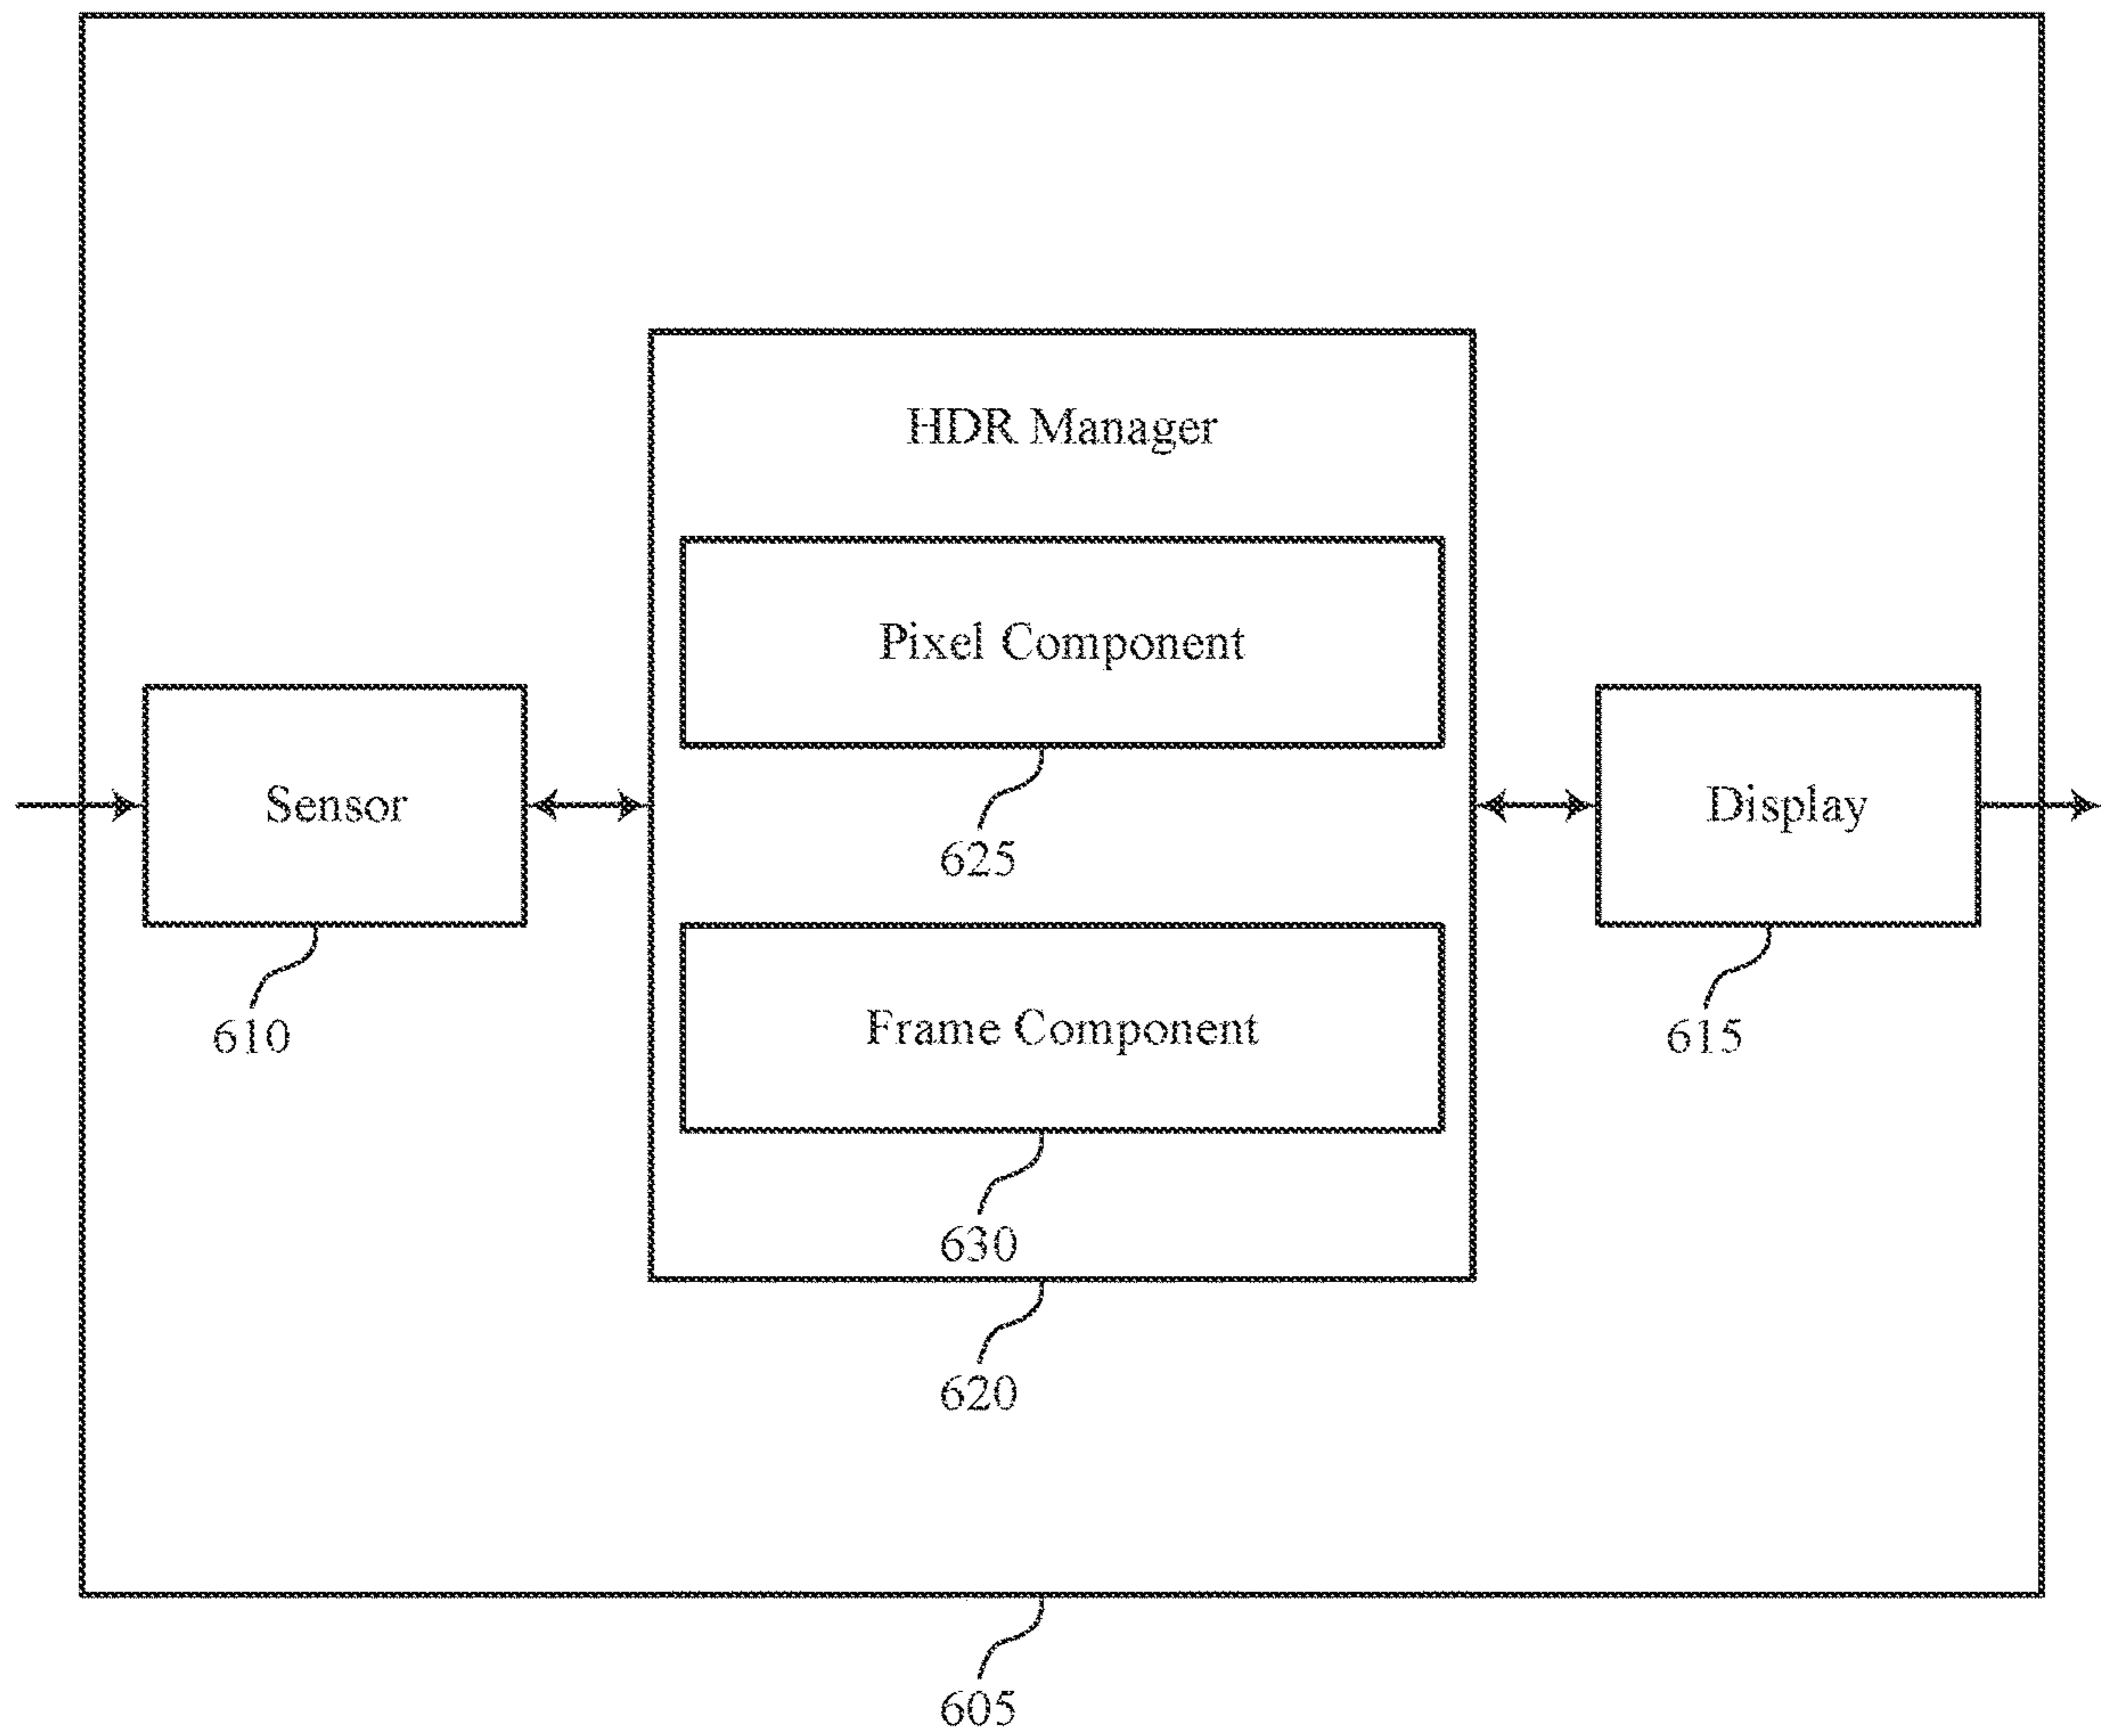 HDR Manager
Pixel Component
625
Sensor
610
Display
615
Frame Component
630
620
605